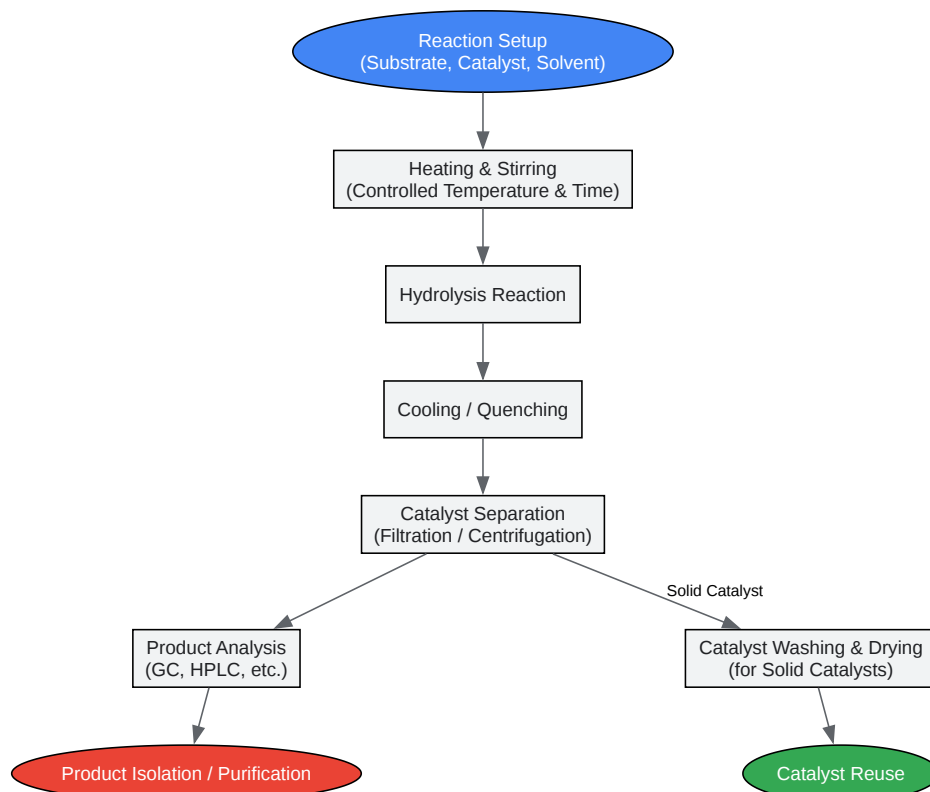 Reaction Setup
(Substrate, Catalyst, Solvent)
Heating & Stirring
(Controlled Temperature & Time)
Hydrolysis Reaction
Cooling / Quenching
Catalyst Separation
(Filtration / Centrifugation)
Solid Catalyst
Product Analysis
(GC, HPLC, etc.)
Catalyst Washing & Drying
(for Solid Catalysts)
Product Isolation / Purification
Catalyst Reuse